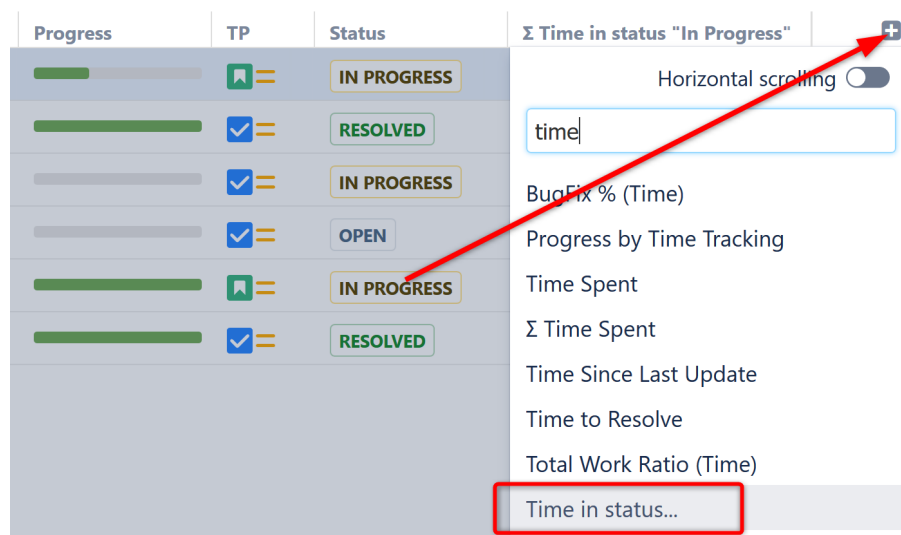 Progress TP Status Σ Time in status "In Progress"
IN PROGRESS Horizontal scrolling
RESOLVED time
IN PROGRESS BugFix % (Time)
OPEN Progress by Time Tracking
IN PROGRESS Time Spent
RESOLVED Σ Time Spent
Time Since Last Update
Time to Resolve
Total Work Ratio (Time)
Time in status...